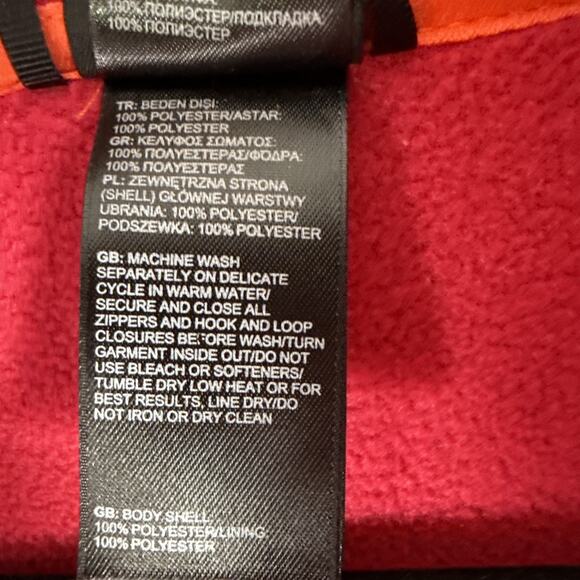 100% ПОЛИЭСТЕР/ПОДКЛАДКА:
100% ПОЛИЭСТЕР
TR: BEDEN DIŞI:
100% POLYESTER/ASTAR:
100% POLYESTER
GR: ΚΕΛΥΦΟΣ ΣΩΜΑΤΟΣ:
100% ΠΟΛΥΕΣΤΕΡΑΣ/ΦΟΔΡΑ:
100% ΠΟΛΥΕΣΤΕΡΑΣ
PL: ZEWNĘTRZNA STRONA
(SHELL) GŁÓWNEJ WARSTWY
UBRANIA: 100% POLYESTER/
PODSZEWKA: 100% POLYESTER
GB: MACHINE WASH
SEPARATELY ON DELICATE
CYCLE IN WARM WATER/
SECURE AND CLOSE ALL
ZIPPERS AND HOOK AND LOOP
CLOSURES BEFORE WASH/TURN
GARMENT INSIDE OUT/DO NOT
USE BLEACH OR SOFTENERS/
TUMBLE DRY LOW HEAT OR FOR
BEST RESULTS, LINE DRY/DO
NOT IRON OR DRY CLEAN
GB: BODY SHELL
100% POLYESTER/LINING
100% POLYESTER